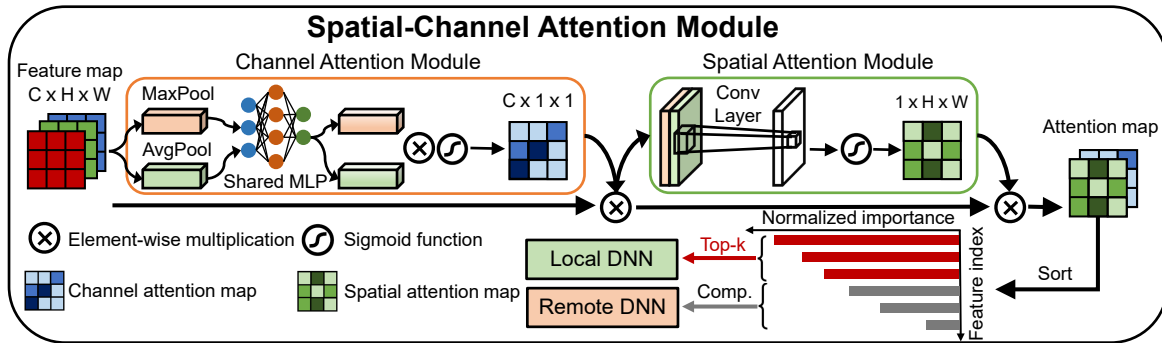 Spatial-Channel Attention Module
Channel Attention Module
Spatial Attention Module
Feature map
C x H x W
MaxPool
AvgPool
Shared MLP
C x 1 x 1
Conv
Layer
1 x H x W
Attention map
Element-wise multiplication
Sigmoid function
Channel attention map
Spatial attention map
Local DNN
Remote DNN
Top-k
Comp.
Normalized importance
Feature index
Sort